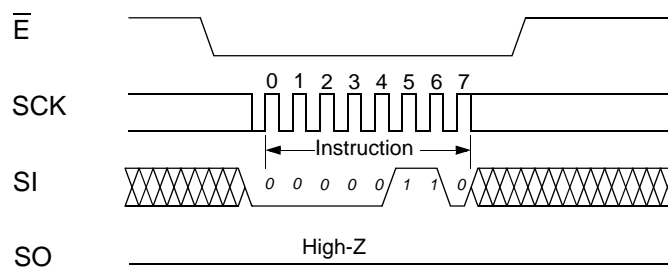 E̅
0 1 2 3 4 5 6 7
SCK
Instruction
SI 0 0 0 0 0 1 1 0
High-Z
SO